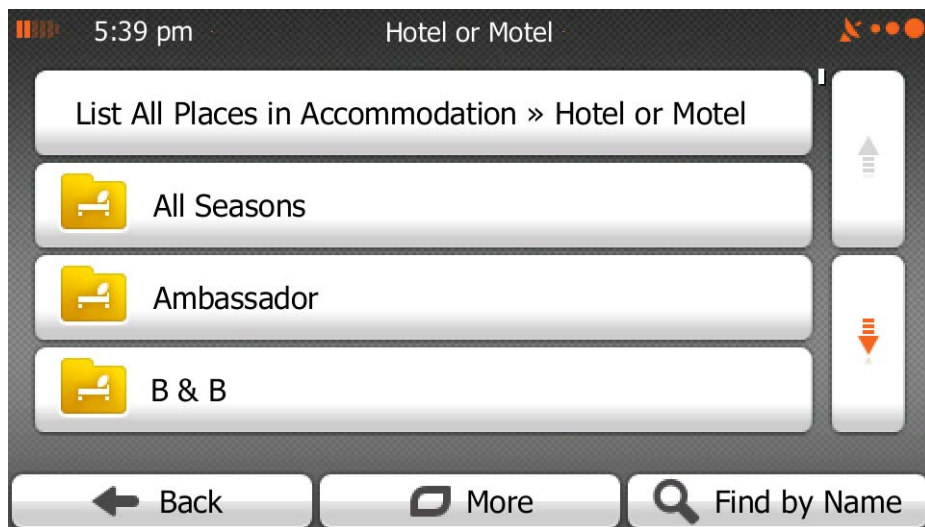 5:39 pm Hotel or Motel
List All Places in Accommodation » Hotel or Motel
All Seasons
Ambassador
B & B
Back More Find by Name